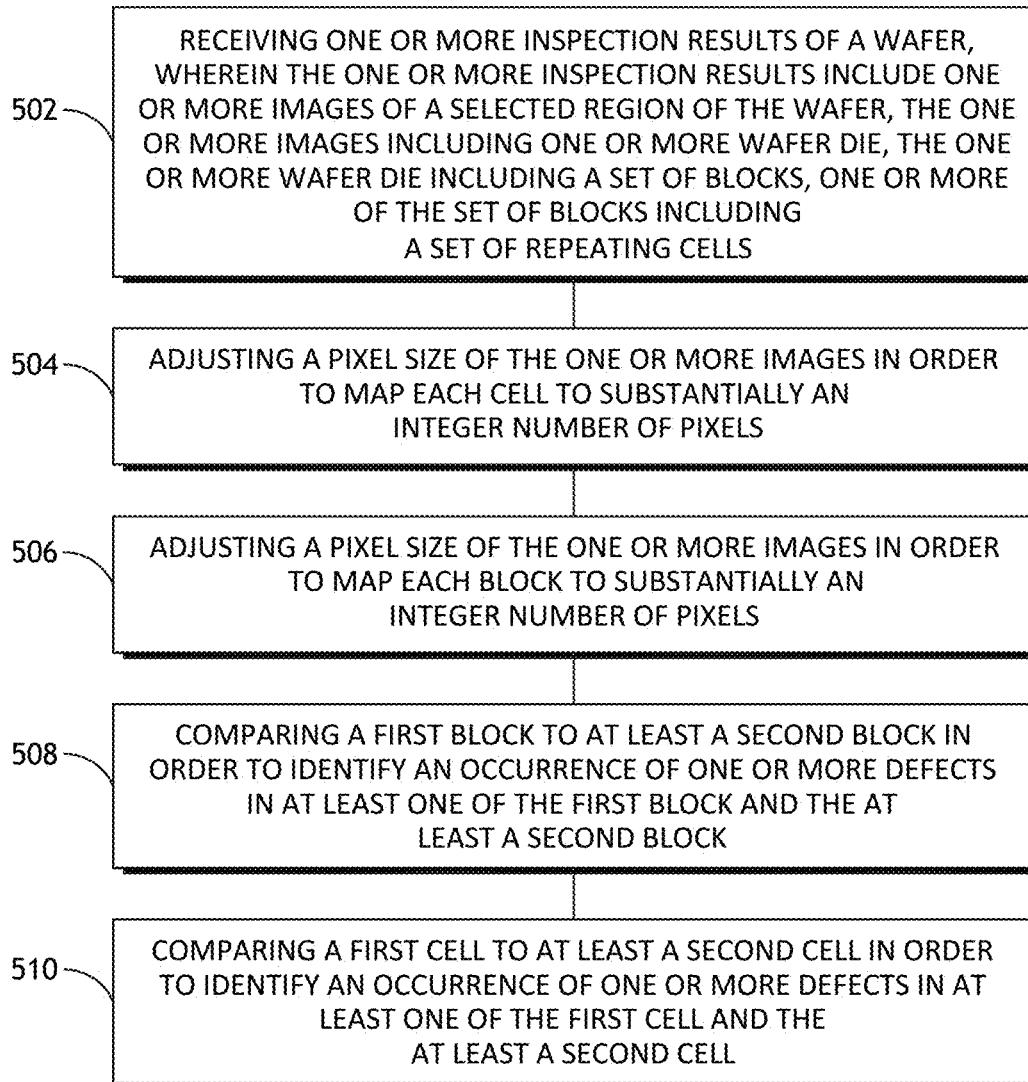 RECEIVING ONE OR MORE INSPECTION RESULTS OF A WAFER,
WHEREIN THE ONE OR MORE INSPECTION RESULTS INCLUDE ONE
502
OR MORE IMAGES OF A SELECTED REGION OF THE WAFER, THE ONE
OR MORE IMAGES INCLUDING ONE OR MORE WAFER DIE, THE ONE
OR MORE WAFER DIE INCLUDING A SET OF BLOCKS, ONE OR MORE
OF THE SET OF BLOCKS INCLUDING
A SET OF REPEATING CELLS
504
ADJUSTING A PIXEL SIZE OF THE ONE OR MORE IMAGES IN ORDER
TO MAP EACH CELL TO SUBSTANTIALLY AN
INTEGER NUMBER OF PIXELS
506
ADJUSTING A PIXEL SIZE OF THE ONE OR MORE IMAGES IN ORDER
TO MAP EACH BLOCK TO SUBSTANTIALLY AN
INTEGER NUMBER OF PIXELS
508
COMPARING A FIRST BLOCK TO AT LEAST A SECOND BLOCK IN
ORDER TO IDENTIFY AN OCCURRENCE OF ONE OR MORE DEFECTS
IN AT LEAST ONE OF THE FIRST BLOCK AND THE AT
LEAST A SECOND BLOCK
510
COMPARING A FIRST CELL TO AT LEAST A SECOND CELL IN ORDER
TO IDENTIFY AN OCCURRENCE OF ONE OR MORE DEFECTS IN AT
LEAST ONE OF THE FIRST CELL AND THE
AT LEAST A SECOND CELL